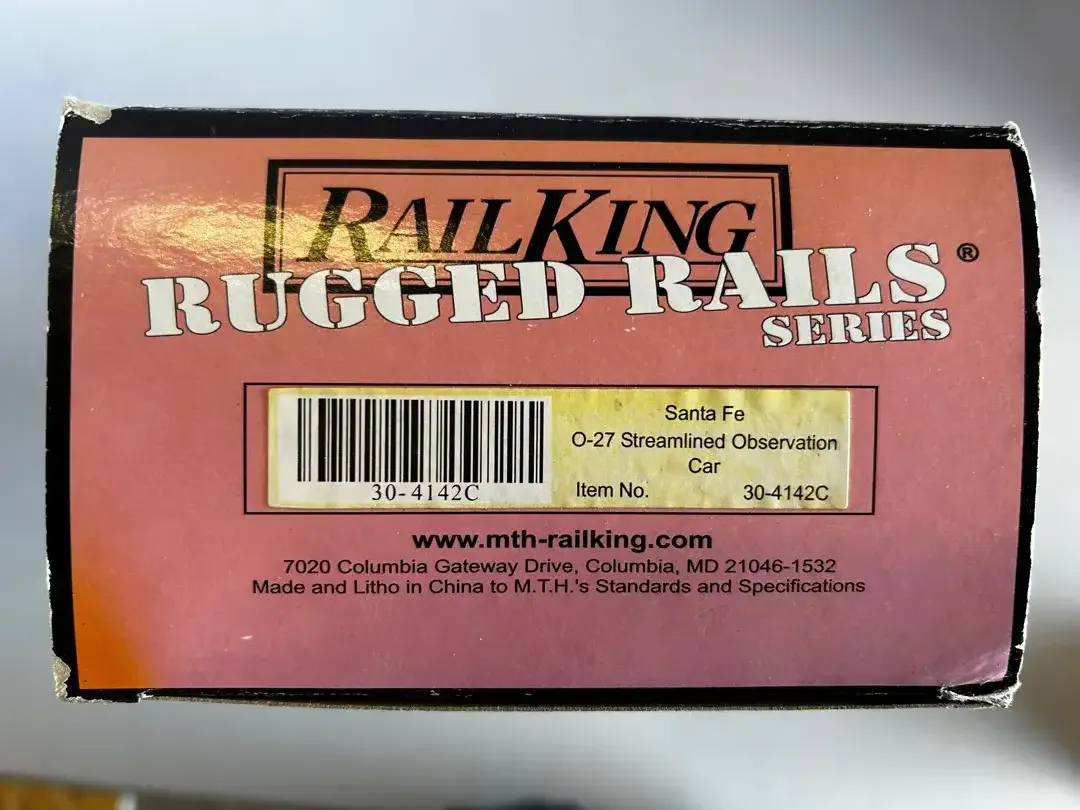 RAILKING
RUGGED RAILS®
SERIES
Santa Fe
O-27 Streamlined Observation
Car
30-4142C
Item No. 30-4142C
www.mth-railking.com
7020 Columbia Gateway Drive, Columbia, MD 21046-1532
Made and Litho in China to M.T.H.'s Standards and Specifications